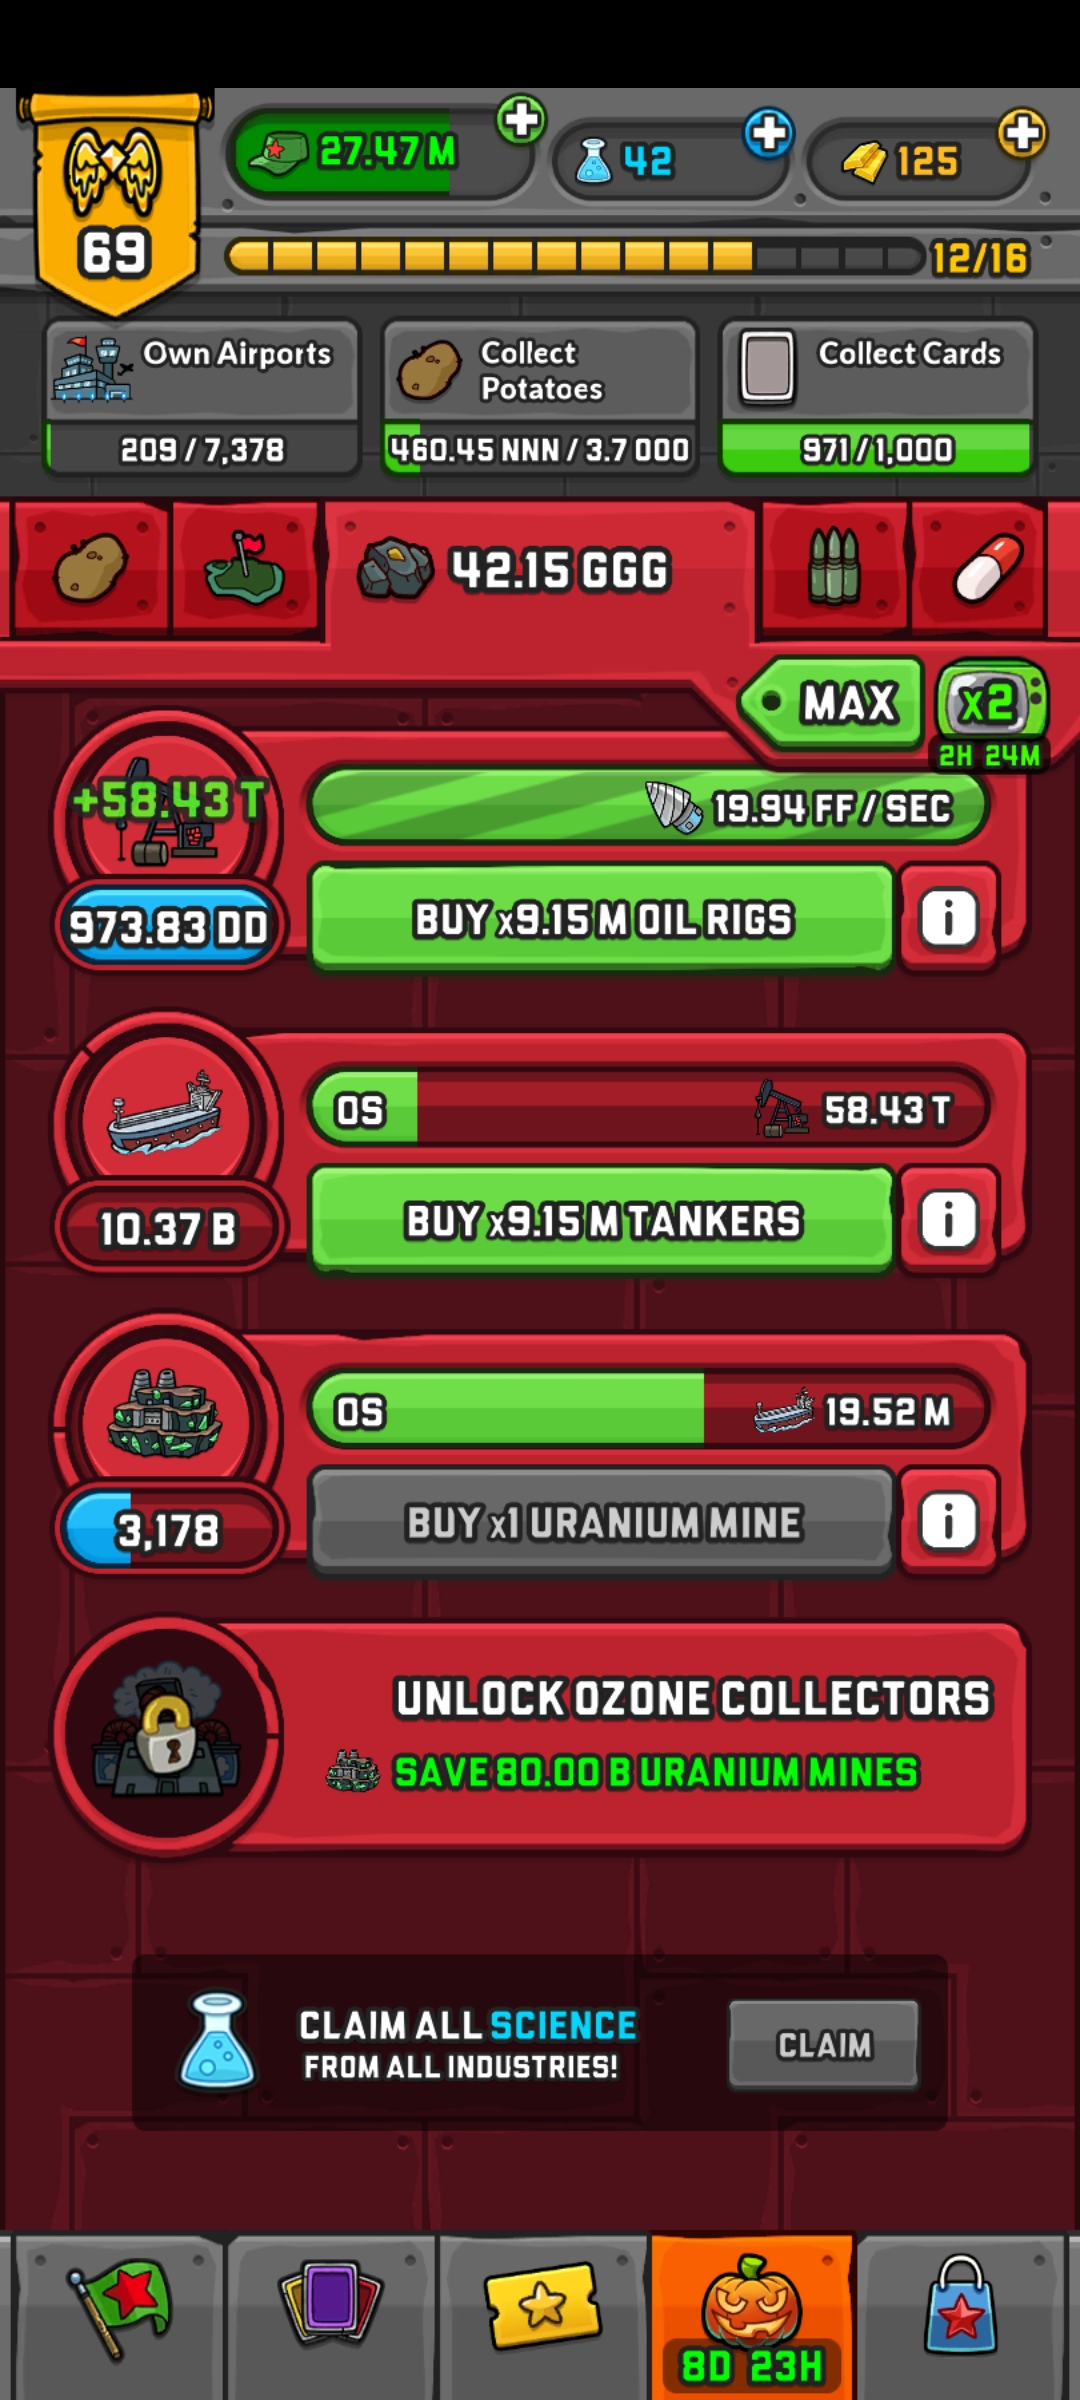 27.47 M
42
125
69
12/16
Own Airports
209 / 7,378
Collect
Potatoes
460.45 NNN / 3.7 OOO
Collect Cards
971 / 1,000
42.15 GGG
MAX
x2
2H 24M
+58.43 T
19.94 FF / SEC
973.83 DD
BUY x9.15 M OIL RIGS
i
0S
58.43 T
10.37 B
BUY x9.15 M TANKERS
i
0S
19.52 M
3,178
BUY x1 URANIUM MINE
i
UNLOCK OZONE COLLECTORS
SAVE 80.00 B URANIUM MINES
CLAIM ALL SCIENCE
FROM ALL INDUSTRIES!
CLAIM
8D 23H